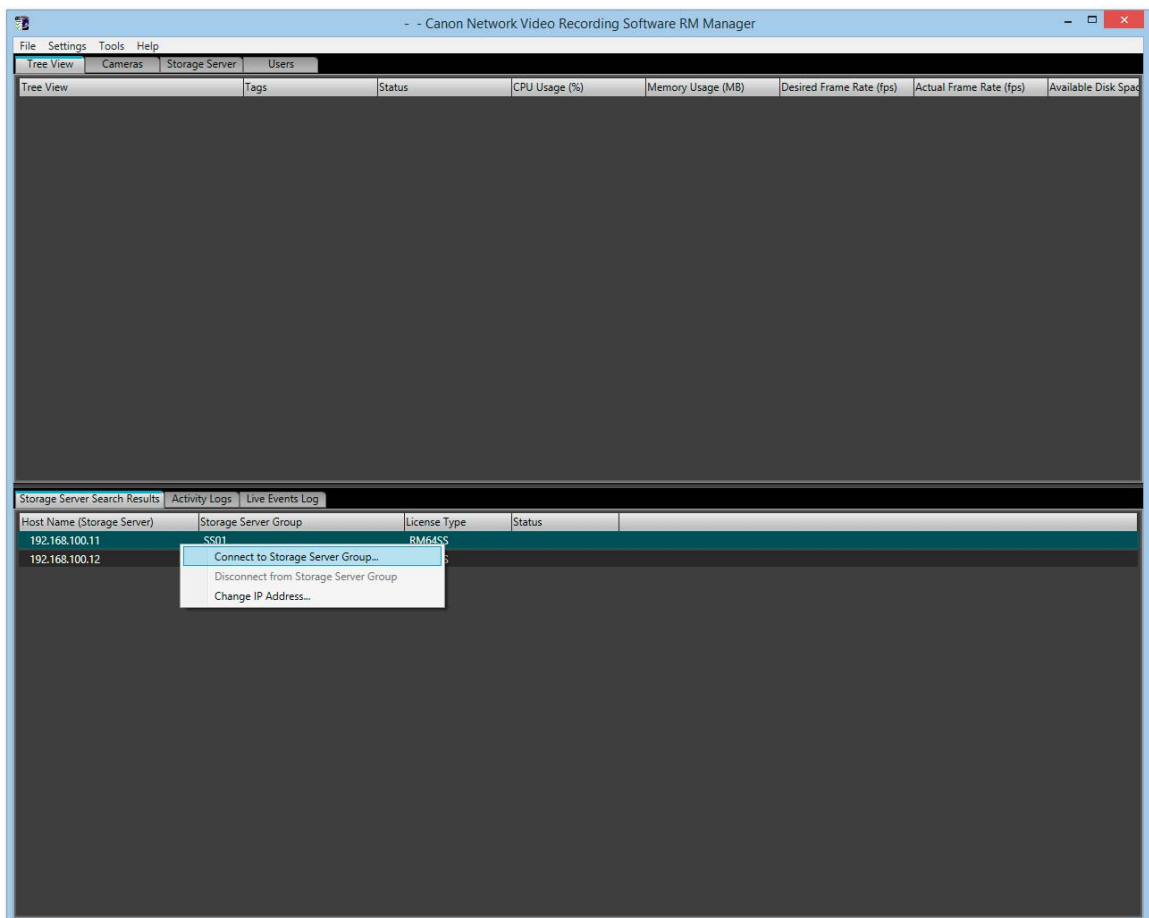 - - Canon Network Video Recording Software RM Manager
File Settings Tools Help
Tree View Cameras Storage Server Users
Tree View Tags Status CPU Usage (%) Memory Usage (MB) Desired Frame Rate (fps) Actual Frame Rate (fps) Available Disk Spac
Storage Server Search Results Activity Logs Live Events Log
Host Name (Storage Server) Storage Server Group License Type Status
192.168.100.11 SS01 RM64SS
192.168.100.12
Connect to Storage Server Group...
Disconnect from Storage Server Group
Change IP Address...